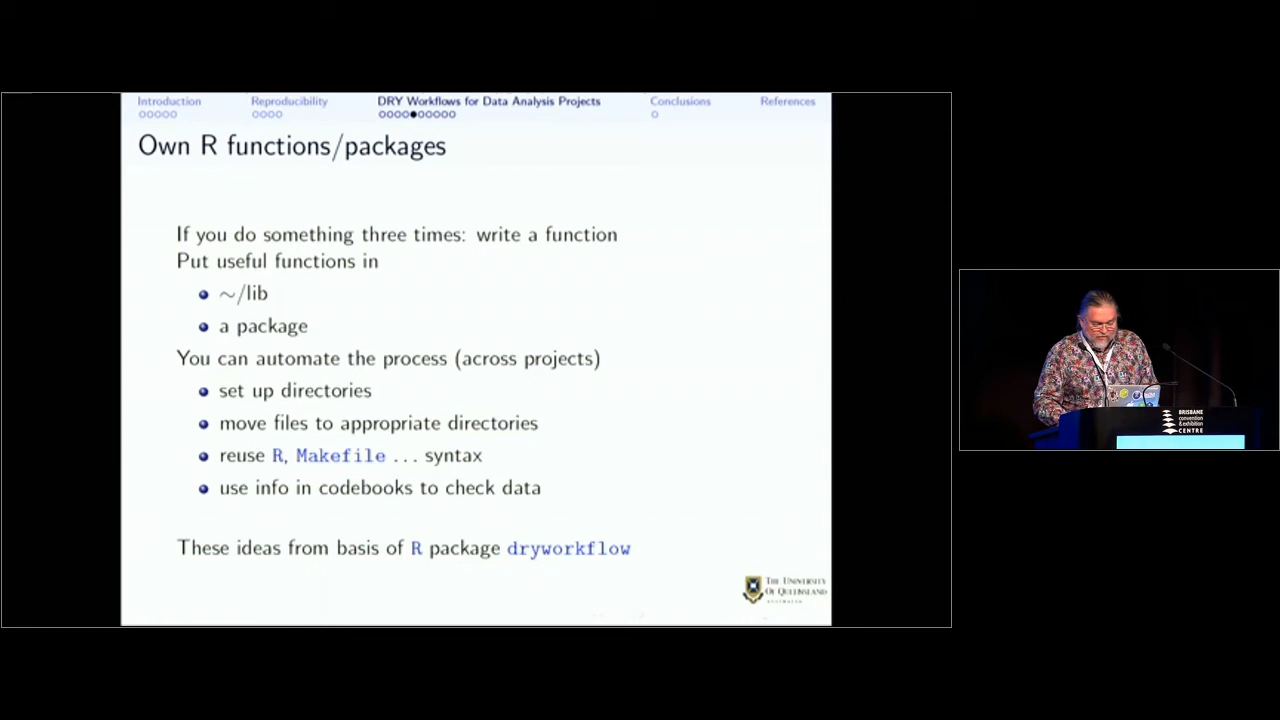 Introduction
Reproducibility
DRY Workflows for Data Analysis Projects
Conclusions
References
Own R functions/packages
If you do something three times: write a function
Put useful functions in
~/lib
a package
You can automate the process (across projects)
set up directories
move files to appropriate directories
reuse R, Makefile ... syntax
use info in codebooks to check data
These ideas from basis of R package dryworkflow
THE UNIVERSITY
OF QUEENSLAND
AUSTRALIA
BRISBANE
convention
& exhibition
CENTRE